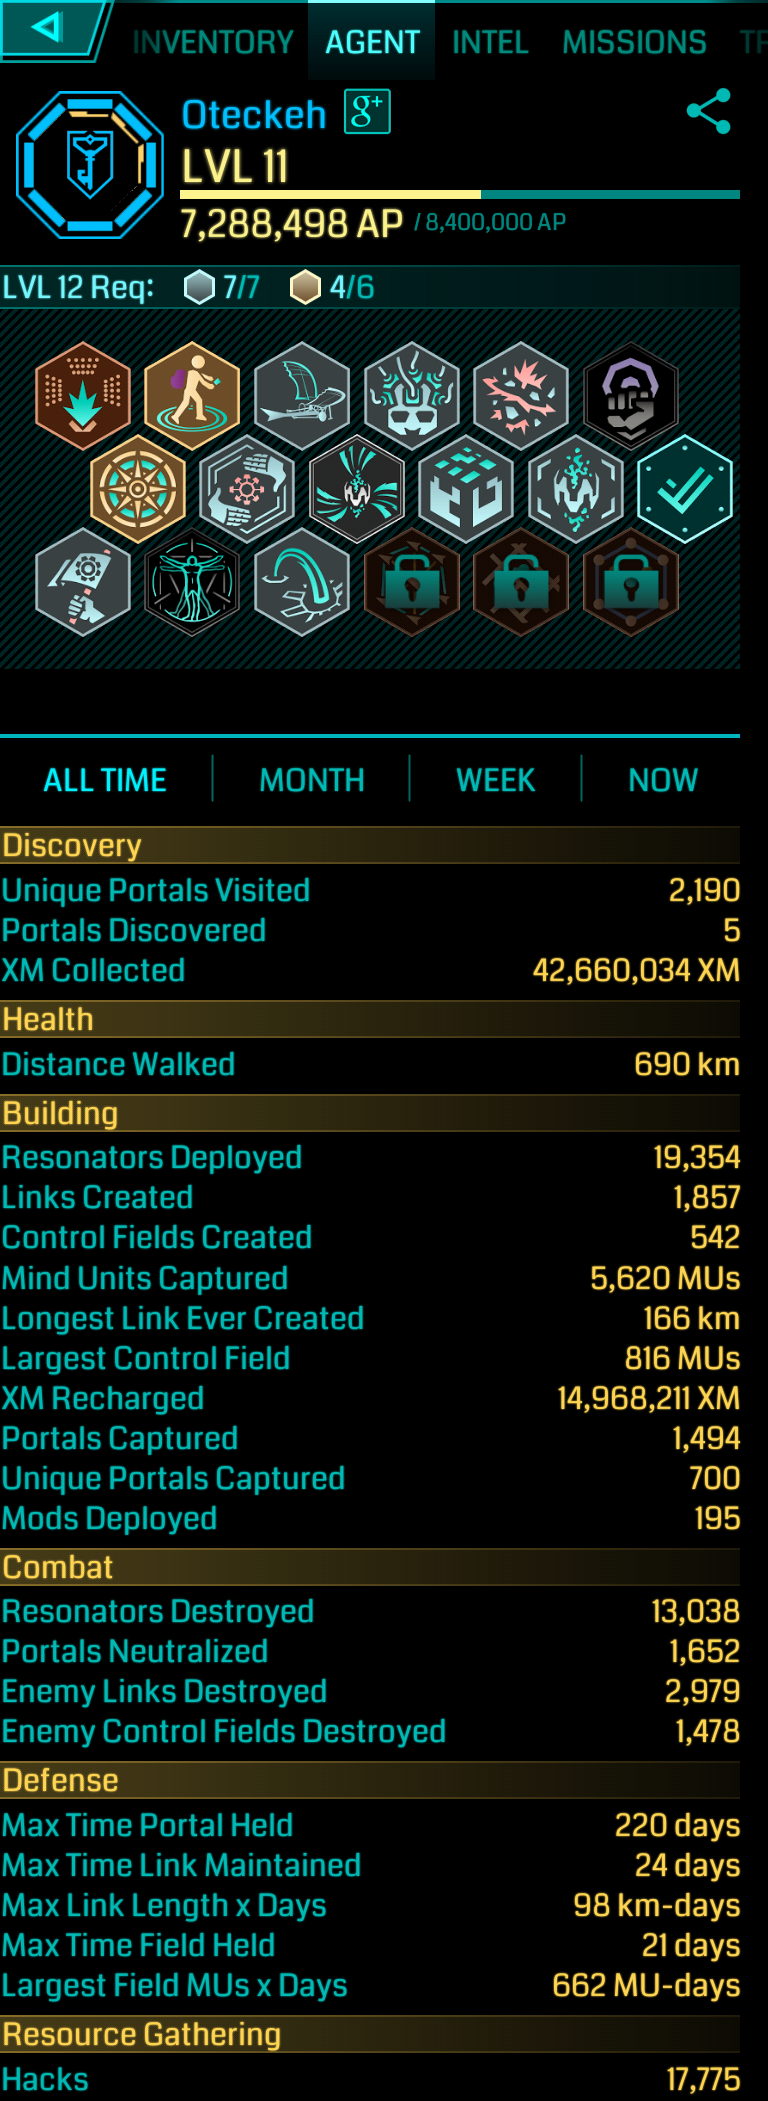 INVENTORY AGENT INTEL MISSIONS
Oteckeh g+
LVL 11
7,288,498 AP / 8,400,000 AP
LVL 12 Req: 7/7 4/6
ALL TIME MONTH WEEK NOW
Discovery
Unique Portals Visited 2,190
Portals Discovered 5
XM Collected 42,660,034 XM
Health
Distance Walked 690 km
Building
Resonators Deployed 19,354
Links Created 1,857
Control Fields Created 542
Mind Units Captured 5,620 MUs
Longest Link Ever Created 166 km
Largest Control Field 816 MUs
XM Recharged 14,968,211 XM
Portals Captured 1,494
Unique Portals Captured 700
Mods Deployed 195
Combat
Resonators Destroyed 13,038
Portals Neutralized 1,652
Enemy Links Destroyed 2,979
Enemy Control Fields Destroyed 1,478
Defense
Max Time Portal Held 220 days
Max Time Link Maintained 24 days
Max Link Length x Days 98 km-days
Max Time Field Held 21 days
Largest Field MUs x Days 662 MU-days
Resource Gathering
Hacks 17,775